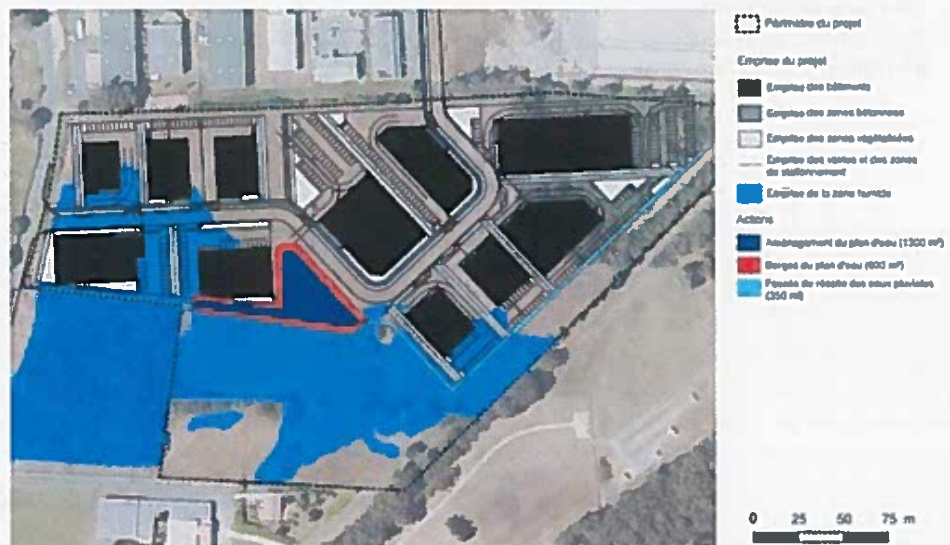 Périmètre du projet
Emprise du projet
Emprise des bâtiments
Emprise des zones bétonnées
Emprise des zones végétalisées
Emprise des voiries et des zones
de stationnement
Emprise de la zone humide
Actions
Aménagement du plan d'eau (1300 m²)
Berges du plan d'eau (600 m²)
Fossés de récolte des eaux pluviales
(350 ml)
0 25 50 75 m